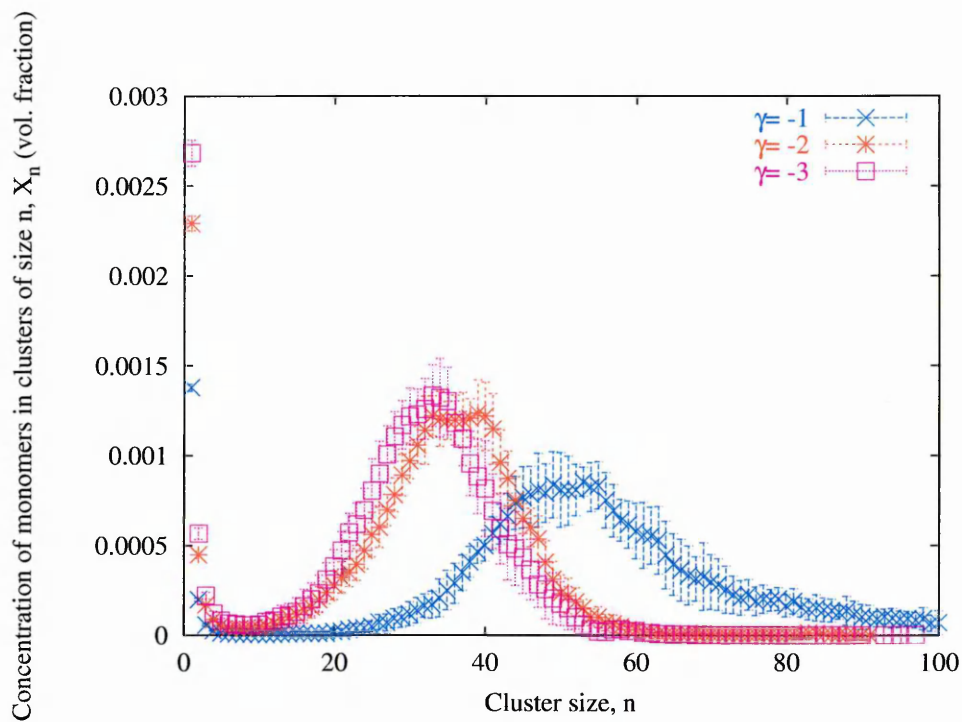 Concentration of monomers in clusters of size n, Xn (vol. fraction)
0.003
0.0025
0.002
0.0015
0.001
0.0005
0
γ= -1
γ= -2
γ= -3
0 20 40 60 80 100
Cluster size, n